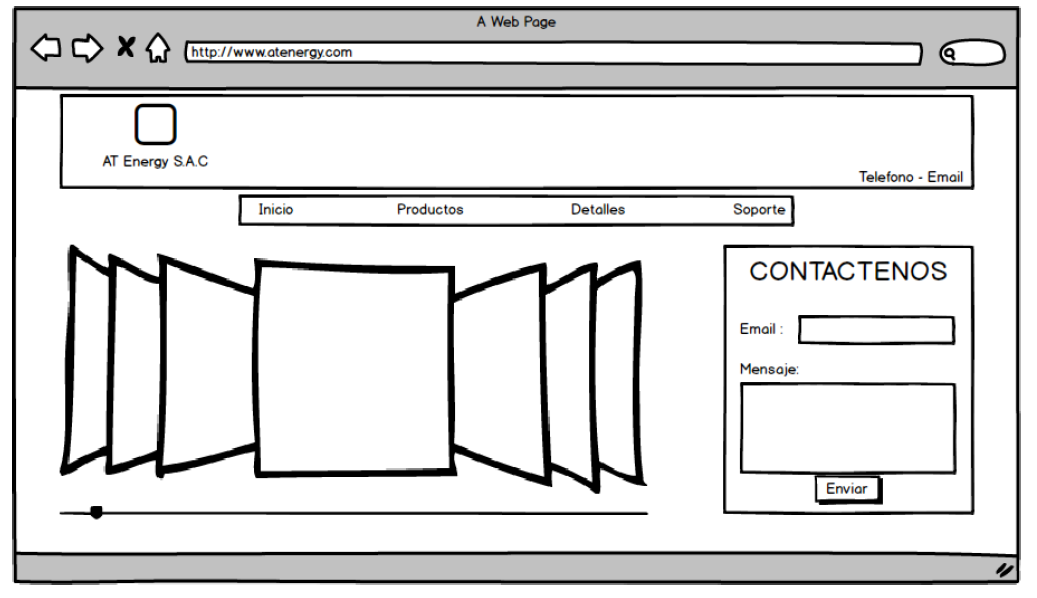 A Web Page
http://www.atenergy.com
AT Energy S.A.C
Telefono - Email
Inicio Productos Detalles Soporte
CONTACTENOS
Email :
Mensaje:
Enviar